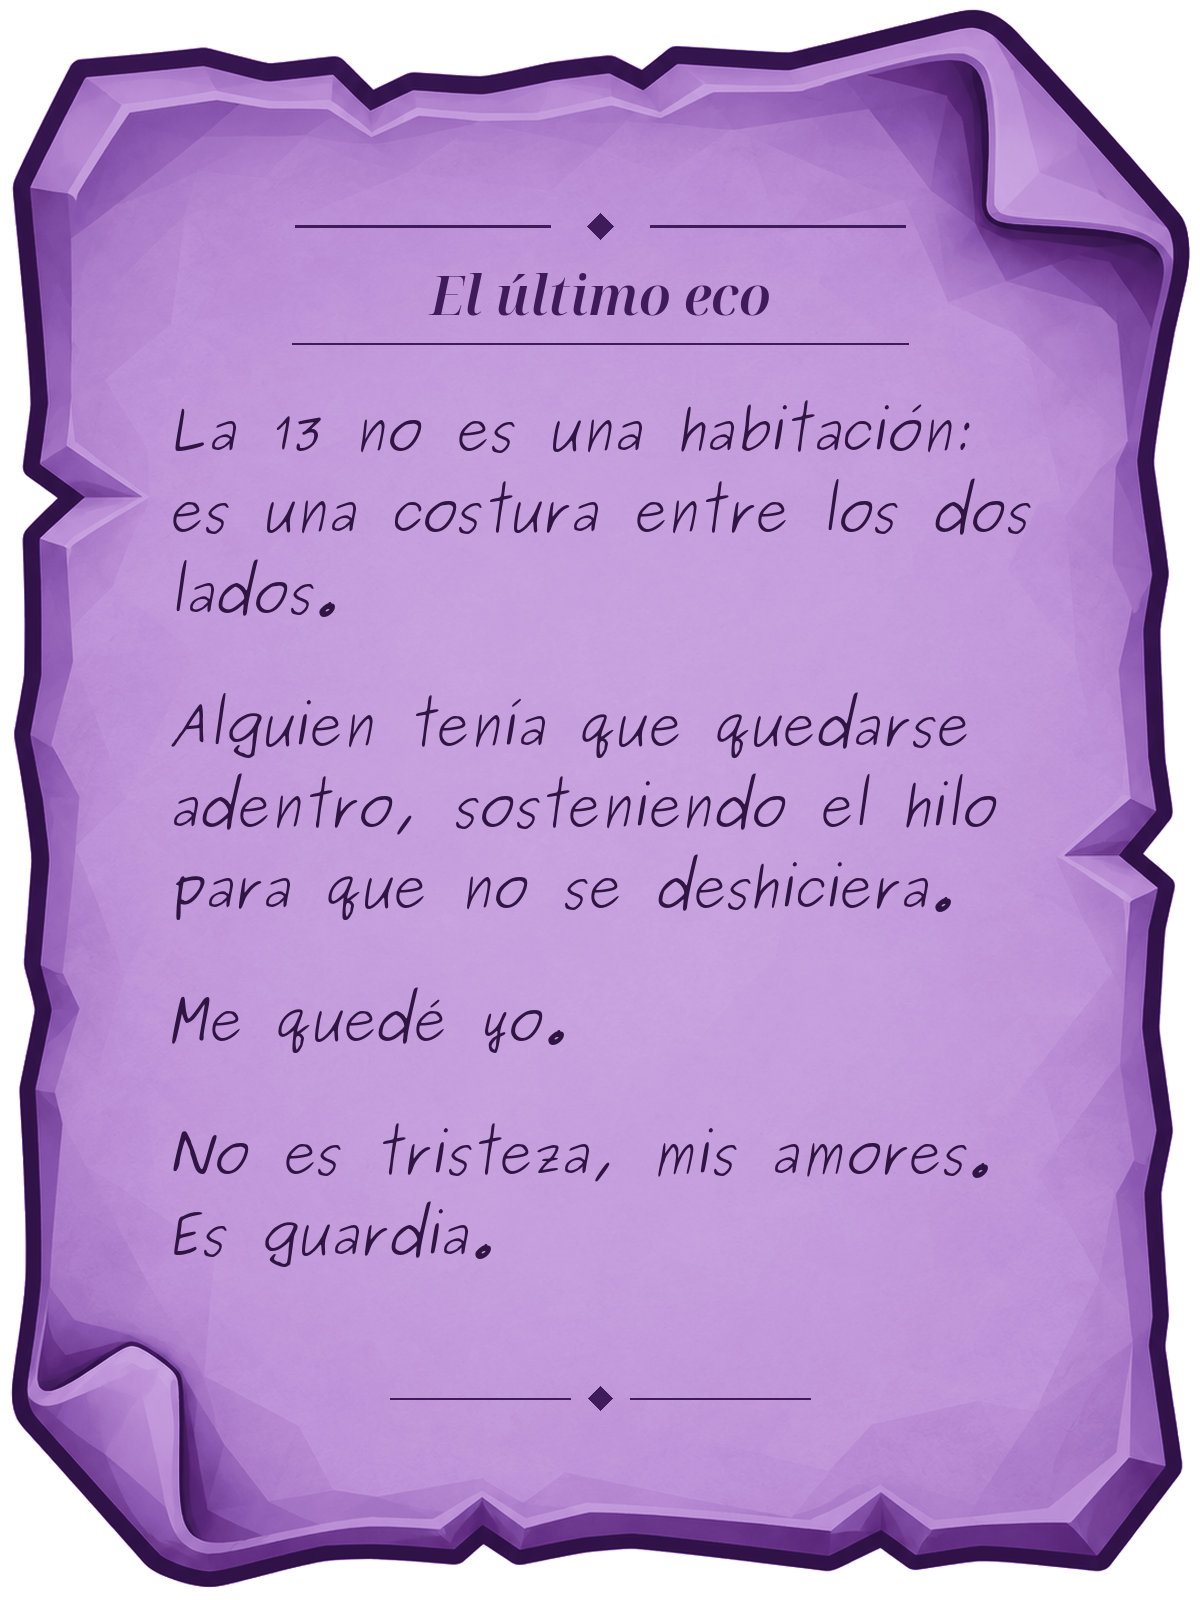 El último eco
La 13 no es una habitación:
es una costura entre los dos
lados.
Alguien tenía que quedarse
adentro, sosteniendo el hilo
para que no se deshiciera.
Me quedé yo.
No es tristeza, mis amores.
Es guardia.